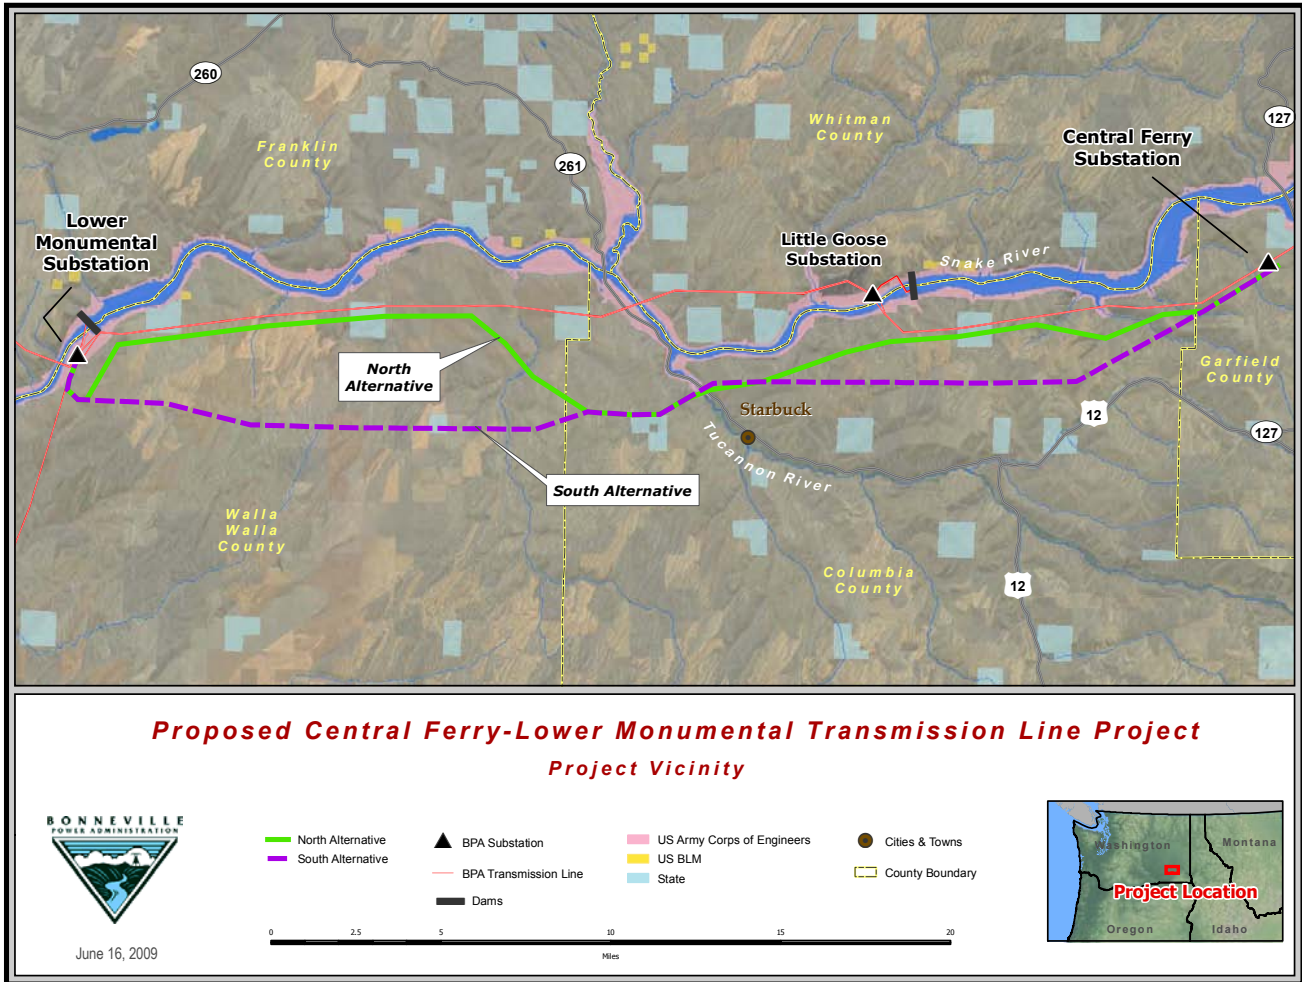 260
127
Whitman
County
Central Ferry
Substation
Franklin
County
261
Lower
Monumental
Substation
Little Goose
Substation
Snake River
North
Alternative
Garfield
County
Starbuck
12
127
Tucannon River
South Alternative
Walla
Walla
County
Columbia
County
12
Proposed Central Ferry-Lower Monumental Transmission Line Project
Project Vicinity
BONNEVILLE
POWER ADMINISTRATION
June 16, 2009
North Alternative
South Alternative
BPA Substation
BPA Transmission Line
Dams
US Army Corps of Engineers
US BLM
State
Cities & Towns
County Boundary
0 2.5 5 10 15 20
Miles
Washington
Montana
Project Location
Oregon
Idaho